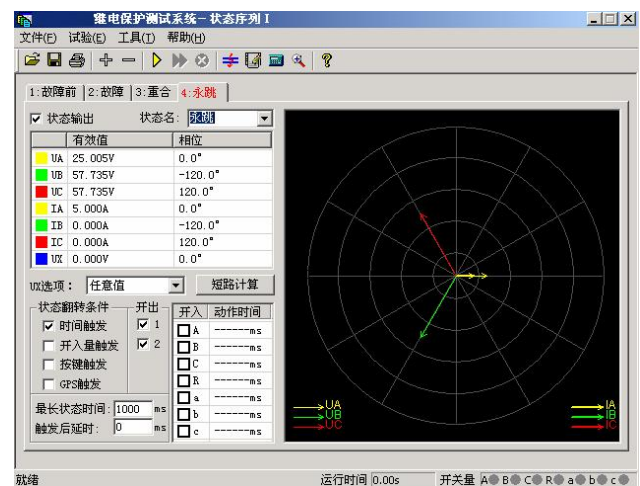 继电保护测试系统-状态序列I
文件(F) 试验(E) 工具(T) 帮助(H)
1:故障前 2:故障 3:重合 4:永跳
状态输出 状态名: 永跳
有效值 相位
UA 25.005V 0.0°
UB 57.735V -120.0°
UC 57.735V 120.0°
IA 5.000A 0.0°
IB 0.000A -120.0°
IC 0.000A 120.0°
UX 0.000V 0.0°
UX选项: 任意值 短路计算
状态翻转条件 开出 开入 动作时间
时间触发 1 A ------ms
开入量触发 2 B ------ms
按键触发 C ------ms
GPS触发 R ------ms
a ------ms
最长状态时间: 1000 ms b ------ms
触发后延时: 0 ms c ------ms
UA IA
UB IB
UC IC
就绪 运行时间 0.00s 开关量 A B C R a b c